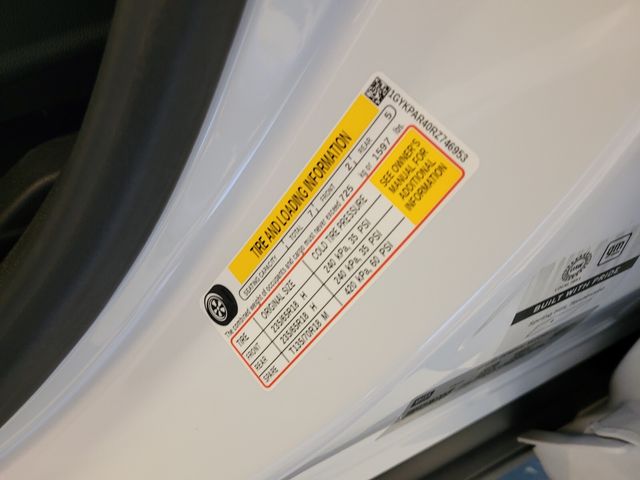 1GYKPAR40RZ746953
TIRE AND LOADING INFORMATION
SEATING CAPACITY TOTAL 7 FRONT 2 REAR 5
The combined weight of occupants and cargo must never exceed 725 kg or 1597 lbs.
TIRE ORIGINAL SIZE COLD TIRE PRESSURE
FRONT 235/65R18 H 240 kPa, 35 PSI
REAR 235/65R18 H 240 kPa, 35 PSI
SPARE T135/70R18 M 420 kPa, 60 PSI
SEE OWNER'S
MANUAL FOR
ADDITIONAL
INFORMATION
gm
BUILT WITH PRIDE